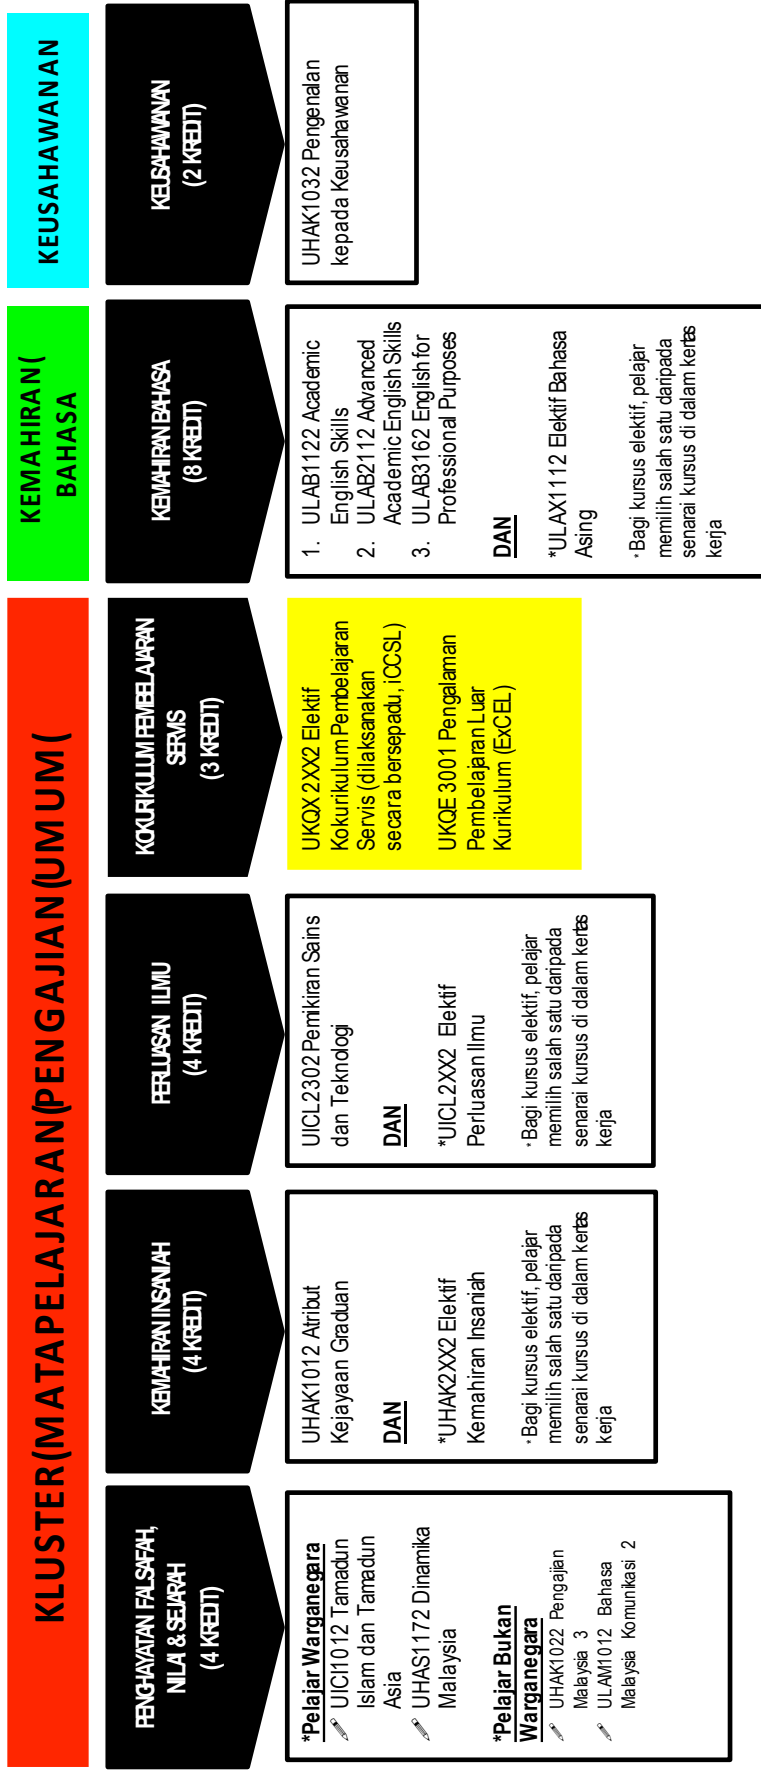 KLUSTER(MATAPELAJARAN(PENGAJIAN(UMUM(
KEMAHIRAN(
BAHASA
KEUSAHAWANAN
PENGHAYATAN FALSAFAH,
NILAI & SEJARAH
(4 KREDIT)
*Pelajar Warganegara
✐ UICI1012 Tamadun
Islam dan Tamadun
Asia
✐ UHAS1172 Dinamika
Malaysia
*Pelajar Bukan
Warganegara
✐ UHAK1022 Pengajian
Malaysia 3
✐ ULAM1012 Bahasa
Malaysia Komunikasi 2
KEMAHIRAN INSANIAH
(4 KREDIT)
UHAK1012 Atribut
Kejayaan Graduan
DAN
*UHAK2XX2 Elektif
Kemahiran Insaniah
*Bagi kursus elektif, pelajar
memilih salah satu daripada
senarai kursus di dalam kertas
kerja
PERLUASAN ILMU
(4 KREDIT)
UICL2302 Pemikiran Sains
dan Teknologi
DAN
*UICL2XX2 Elektif
Perluasan Ilmu
*Bagi kursus elektif, pelajar
memilih salah satu daripada
senarai kursus di dalam kertas
kerja
KOKURIKULUM PEMBELAJARAN
SERVIS
(3 KREDIT)
UKQX 2XX2 Elektif
Kokurikulum Pembelajaran
Servis (dilaksanakan
secara bersepadu, iCCSL)
UKQE 3001 Pengalaman
Pembelajaran Luar
Kurikulum (ExCEL)
KEMAHIRAN BAHASA
(8 KREDIT)
1. ULAB1122 Academic
English Skills
2. ULAB2112 Advanced
Academic English Skills
3. ULAB3162 English for
Professional Purposes
DAN
*ULAX1112 Elektif Bahasa
Asing
*Bagi kursus elektif, pelajar
memilih salah satu daripada
senarai kursus di dalam kertas
kerja
KEUSAHAWANAN
(2 KREDIT)
UHAK1032 Pengenalan
kepada Keusahawanan